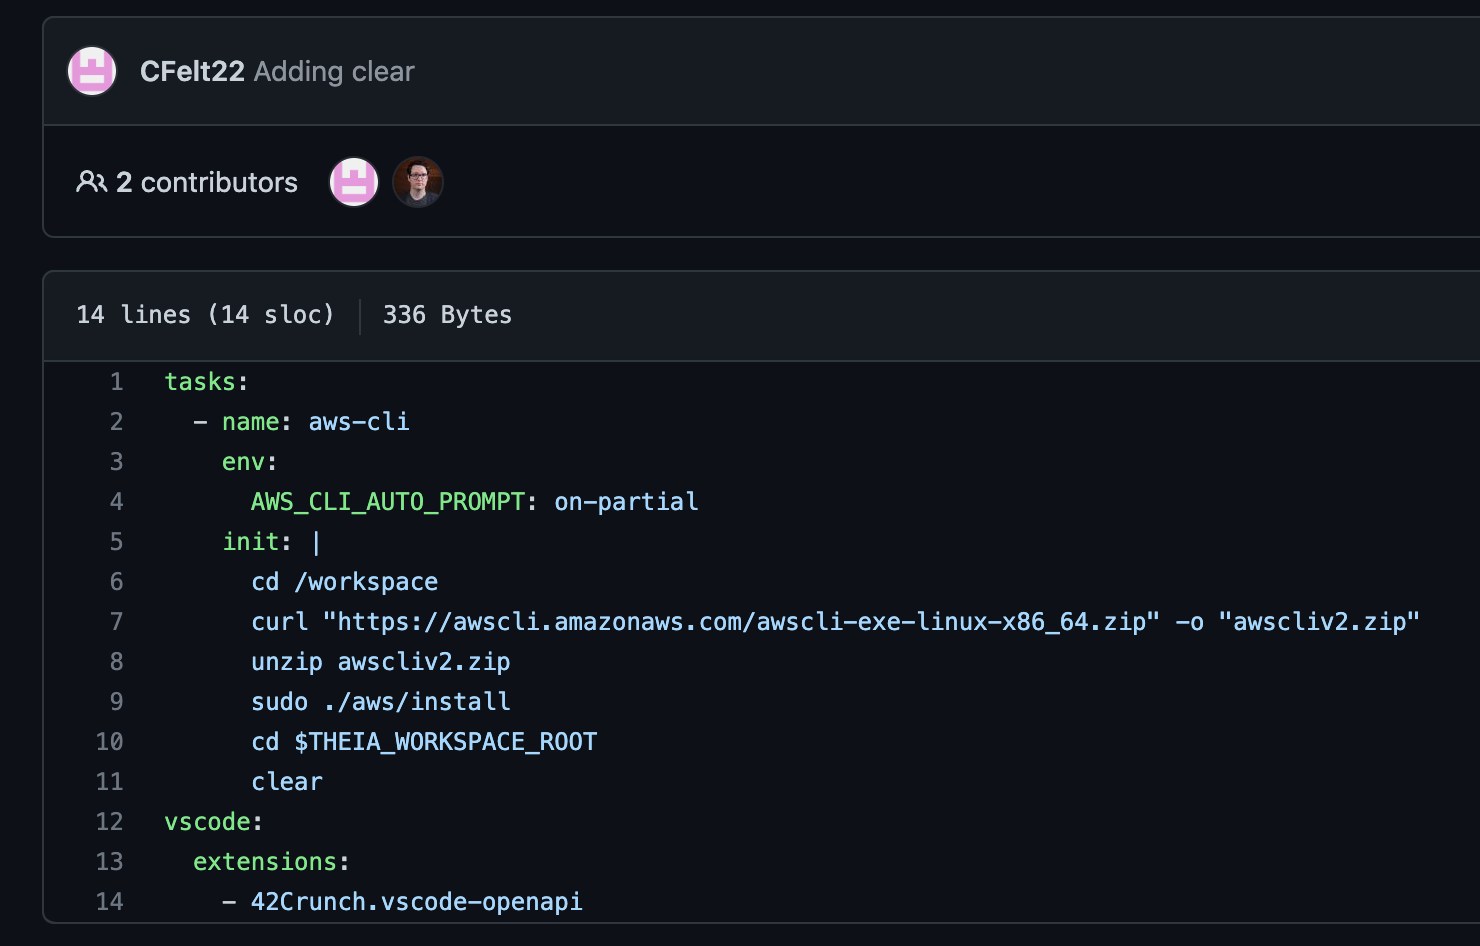 CFelt22 Adding clear
2 contributors
14 lines (14 sloc) 336 Bytes
1 tasks:
2   - name: aws-cli
3     env:
4       AWS_CLI_AUTO_PROMPT: on-partial
5     init: |
6       cd /workspace
7       curl "https://awscli.amazonaws.com/awscli-exe-linux-x86_64.zip" -o "awscliv2.zip"
8       unzip awscliv2.zip
9       sudo ./aws/install
10       cd $THEIA_WORKSPACE_ROOT
11       clear
12 vscode:
13   extensions:
14     - 42Crunch.vscode-openapi